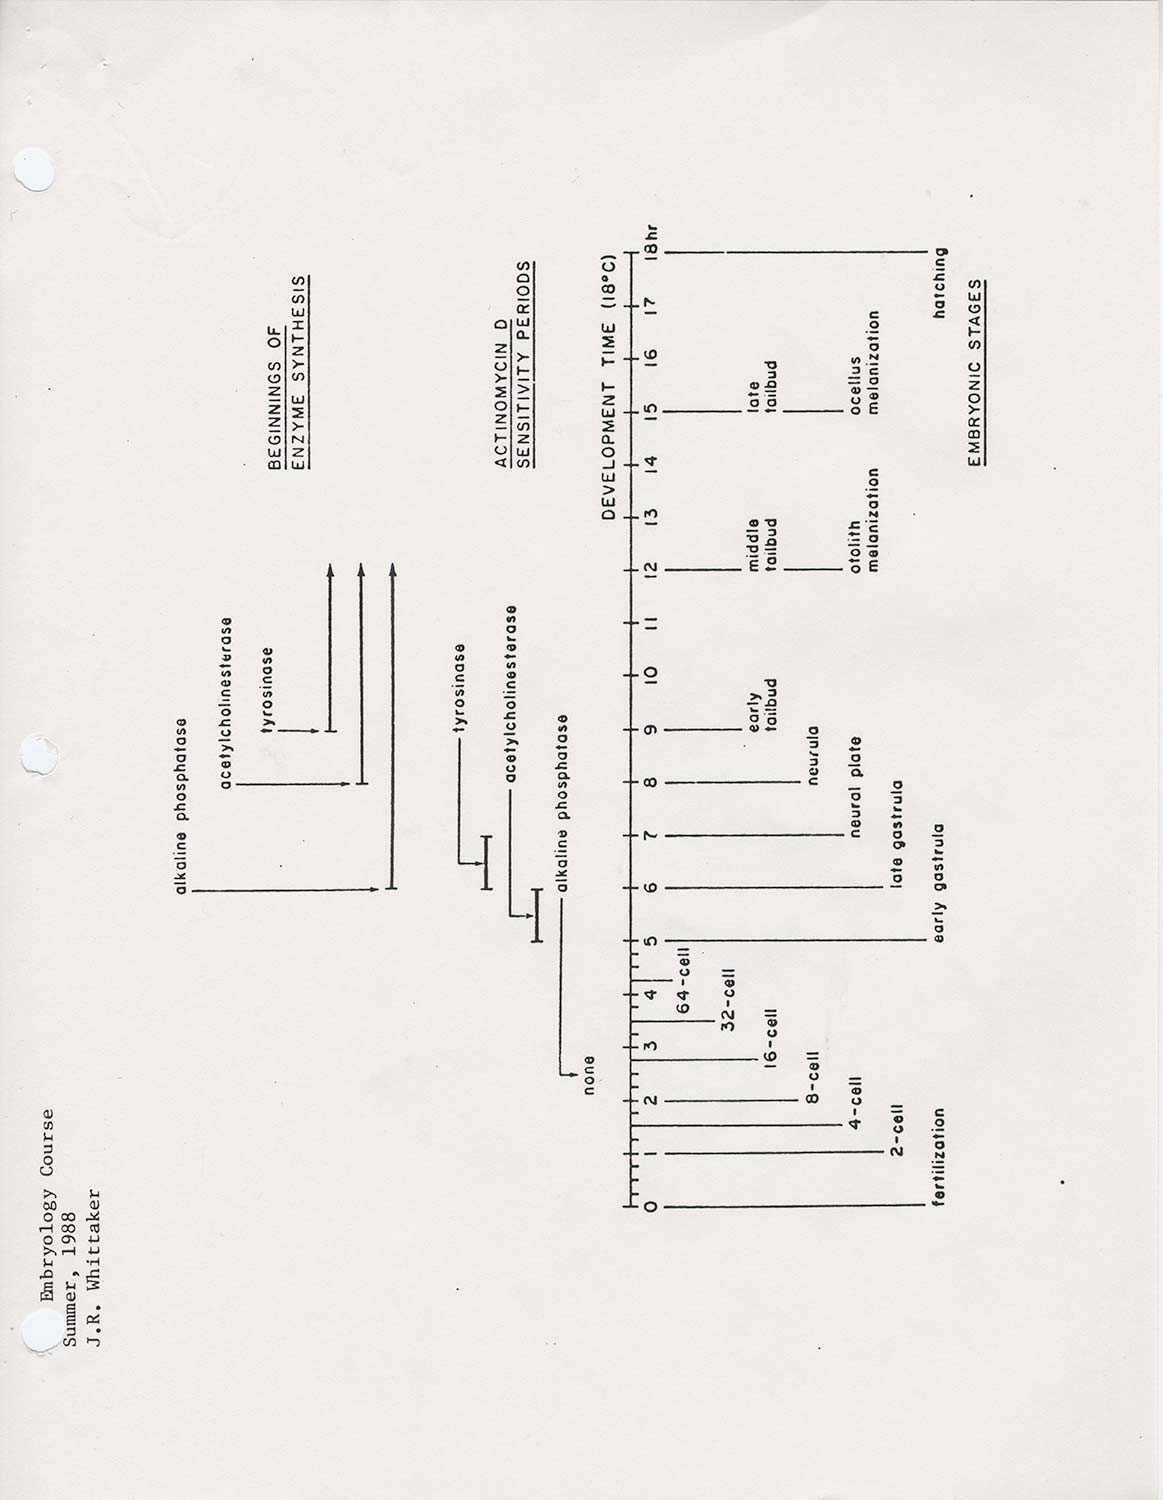 Embryology Course
Summer, 1988
J.R. Whittaker
alkaline phosphatase
acetylcholinesterase
tyrosinase
BEGINNINGS OF
ENZYME SYNTHESIS
tyrosinase
acetylcholinesterase
alkaline phosphatase
none
ACTINOMYCIN D
SENSITIVITY PERIODS
DEVELOPMENT TIME (18°C)
0 1 2 3 4 5 6 7 8 9 10 11 12 13 14 15 16 17 18 hr
64-cell
32-cell
16-cell
8-cell
4-cell
2-cell
fertilization
early
tailbud
neurula
neural plate
late gastrula
early gastrula
middle
tailbud
otolith
melanization
late
tailbud
ocellus
melanization
hatching
EMBRYONIC STAGES